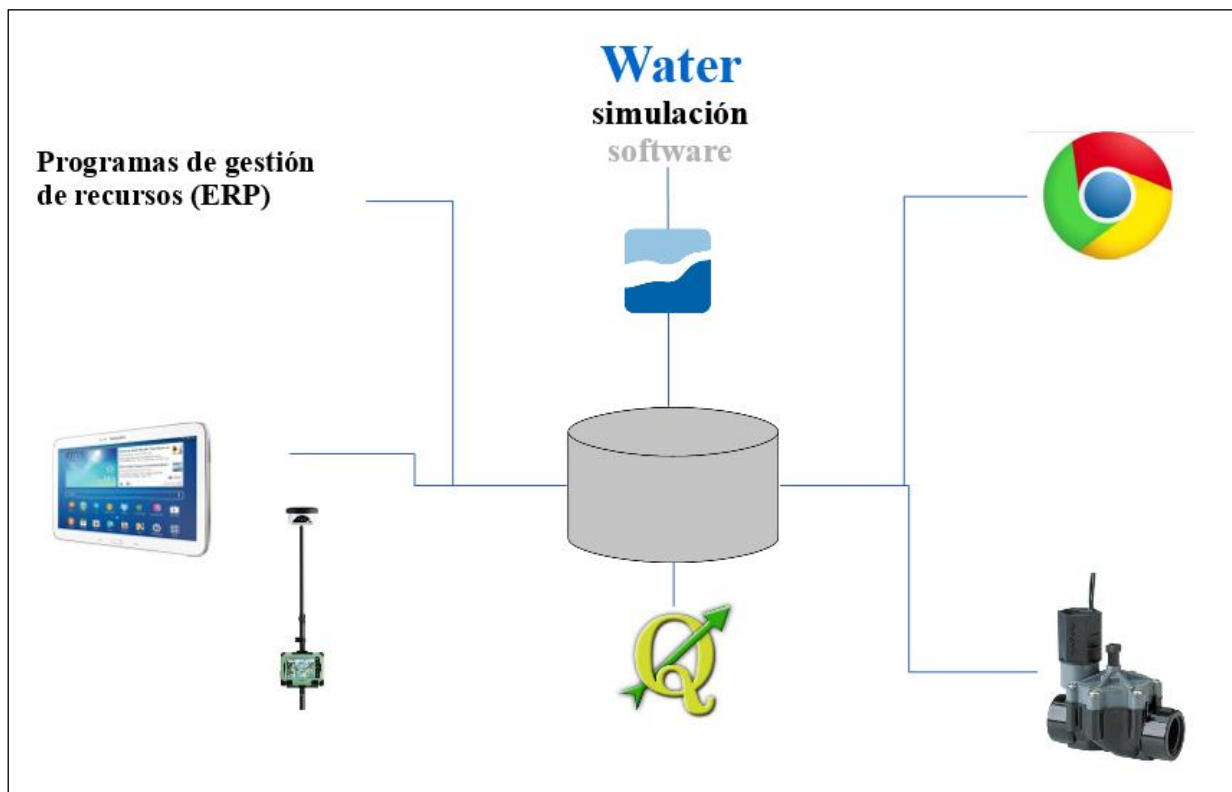 Water
simulación
software
Programas de gestión
de recursos (ERP)